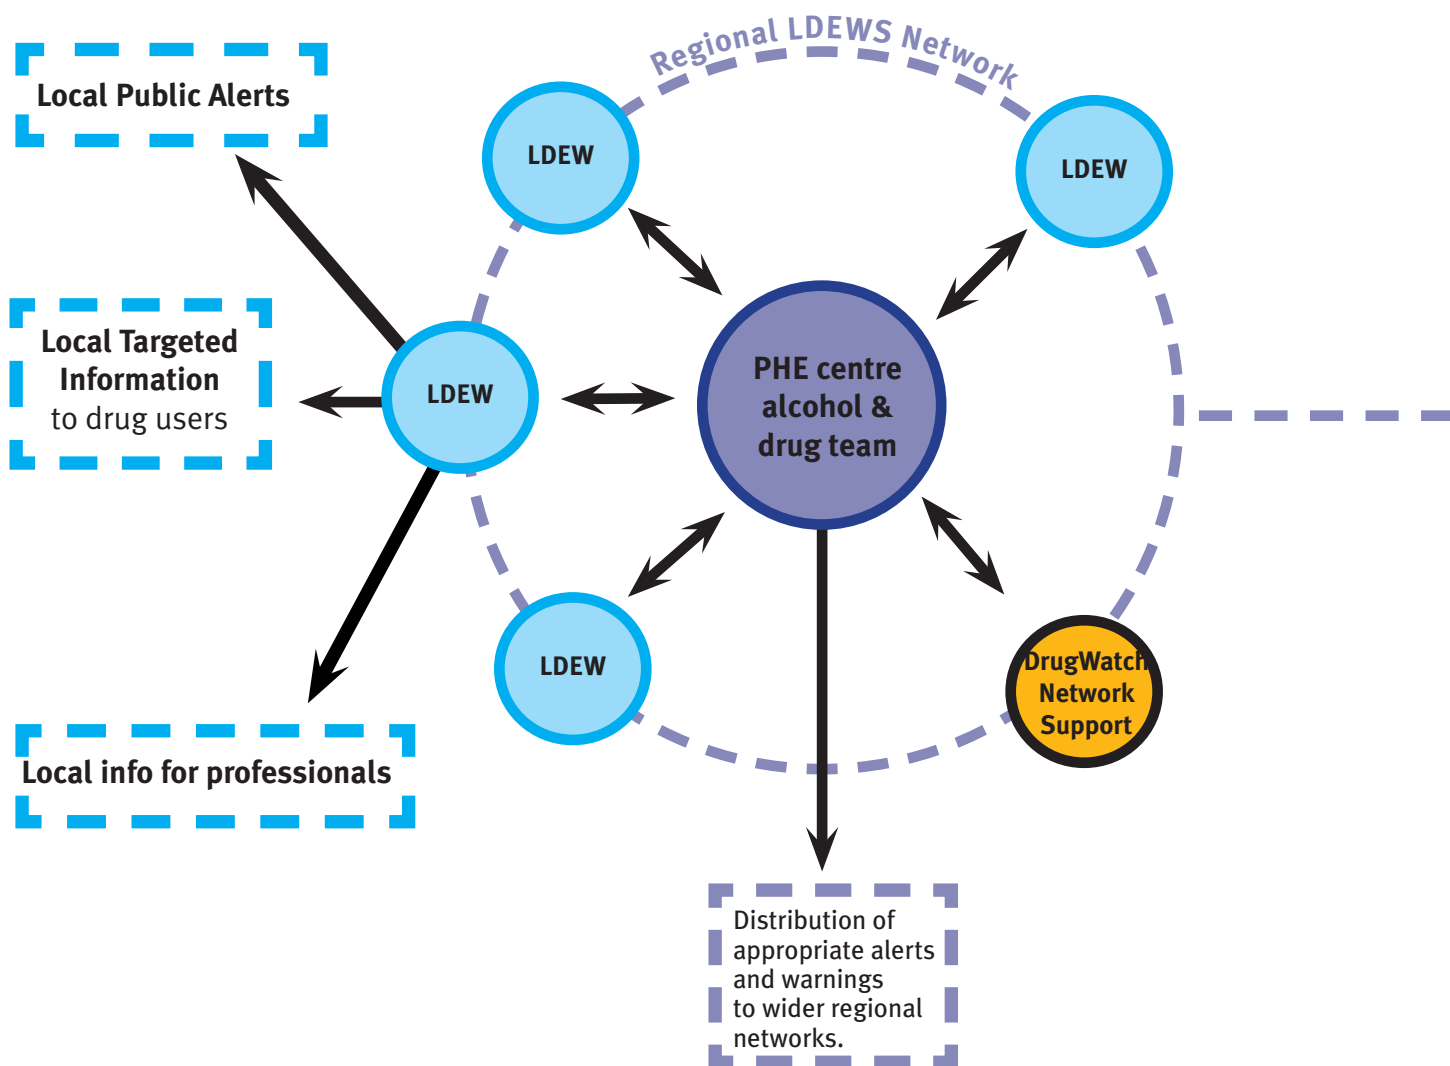 Regional LDEWS Network
Local Public Alerts
LDEW
LDEW
Local Targeted
Information
to drug users
LDEW
PHE centre
alcohol &
drug team
LDEW
DrugWatch
Network
Support
Local info for professionals
Distribution of
appropriate alerts
and warnings
to wider regional
networks.